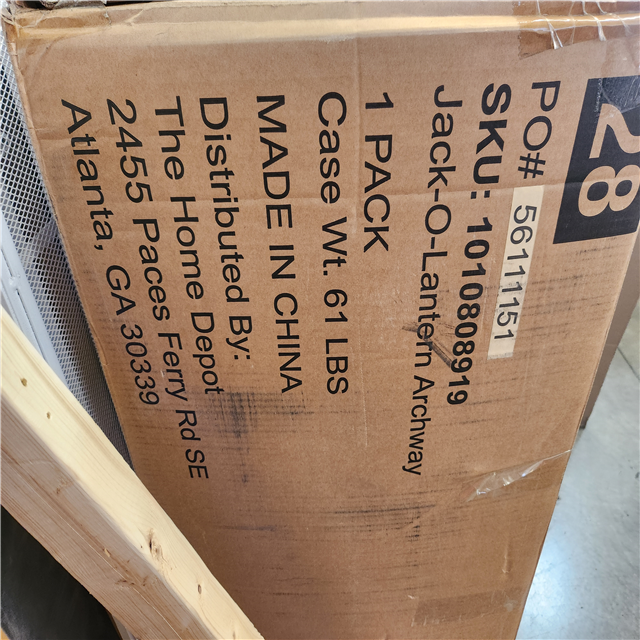 28
PO# 56111151
SKU: 1010808919
Jack-O-Lantern Archway
1 PACK
Case Wt. 61 LBS
MADE IN CHINA
Distributed By:
The Home Depot
2455 Paces Ferry Rd SE
Atlanta, GA 30339